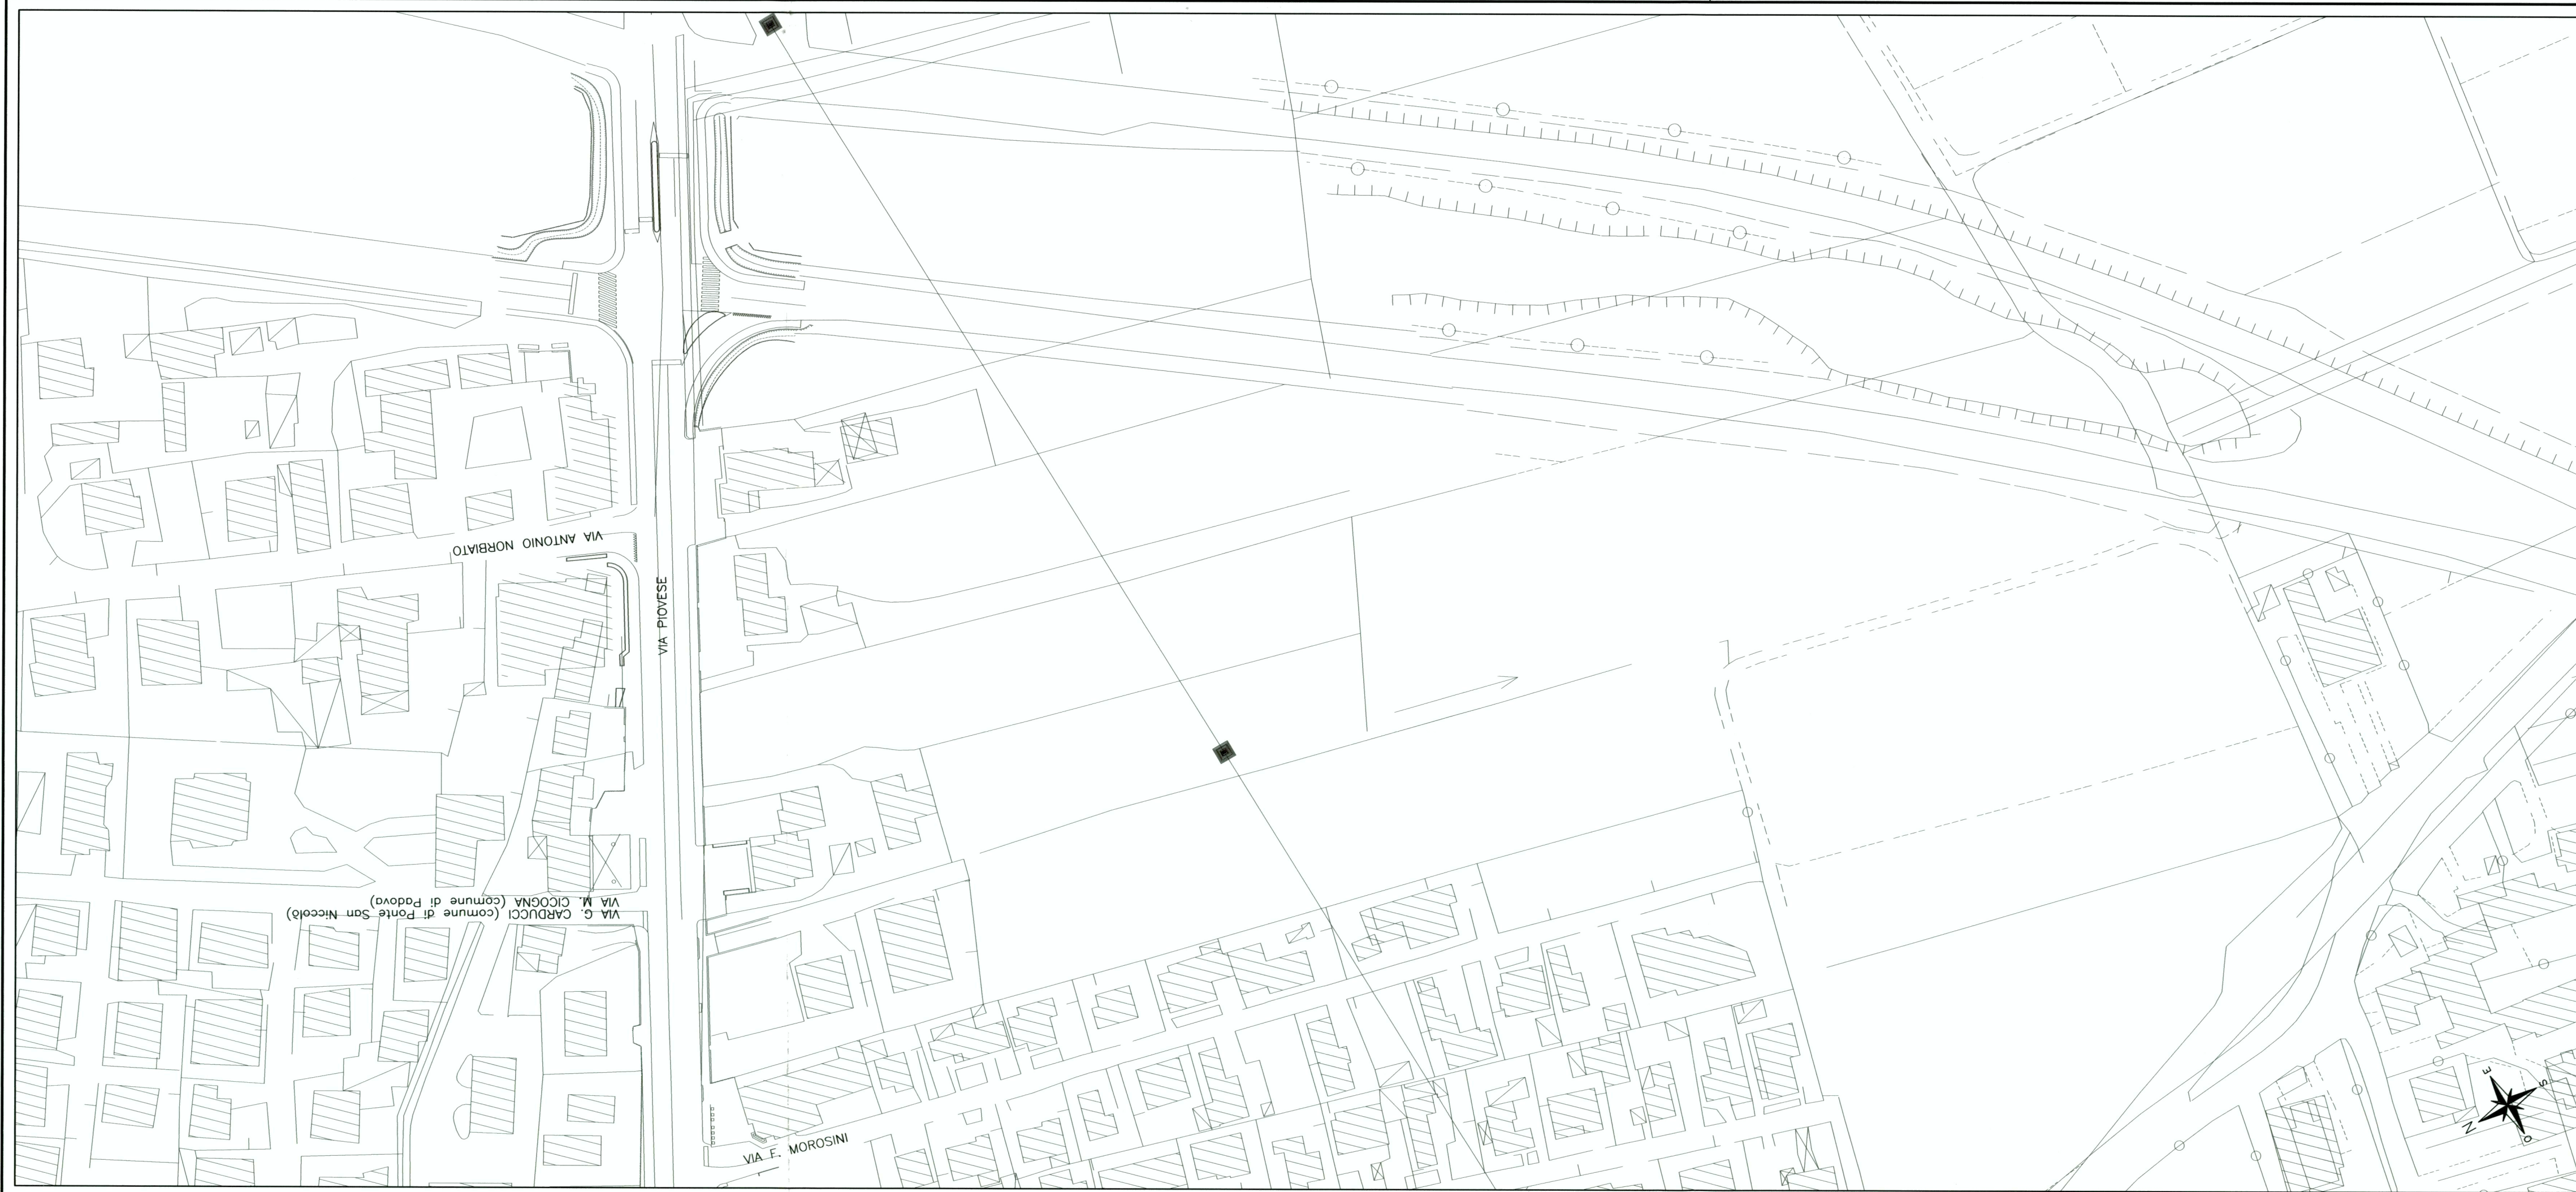 VIA ANTONIO NORBIATO
VIA PIOVESE
VIA G. CARDUCCI (comune di Ponte San Niccolò)
VIA M. CICOGNA (comune di Padova)
VIA F. MOROSINI
E
S
N
O